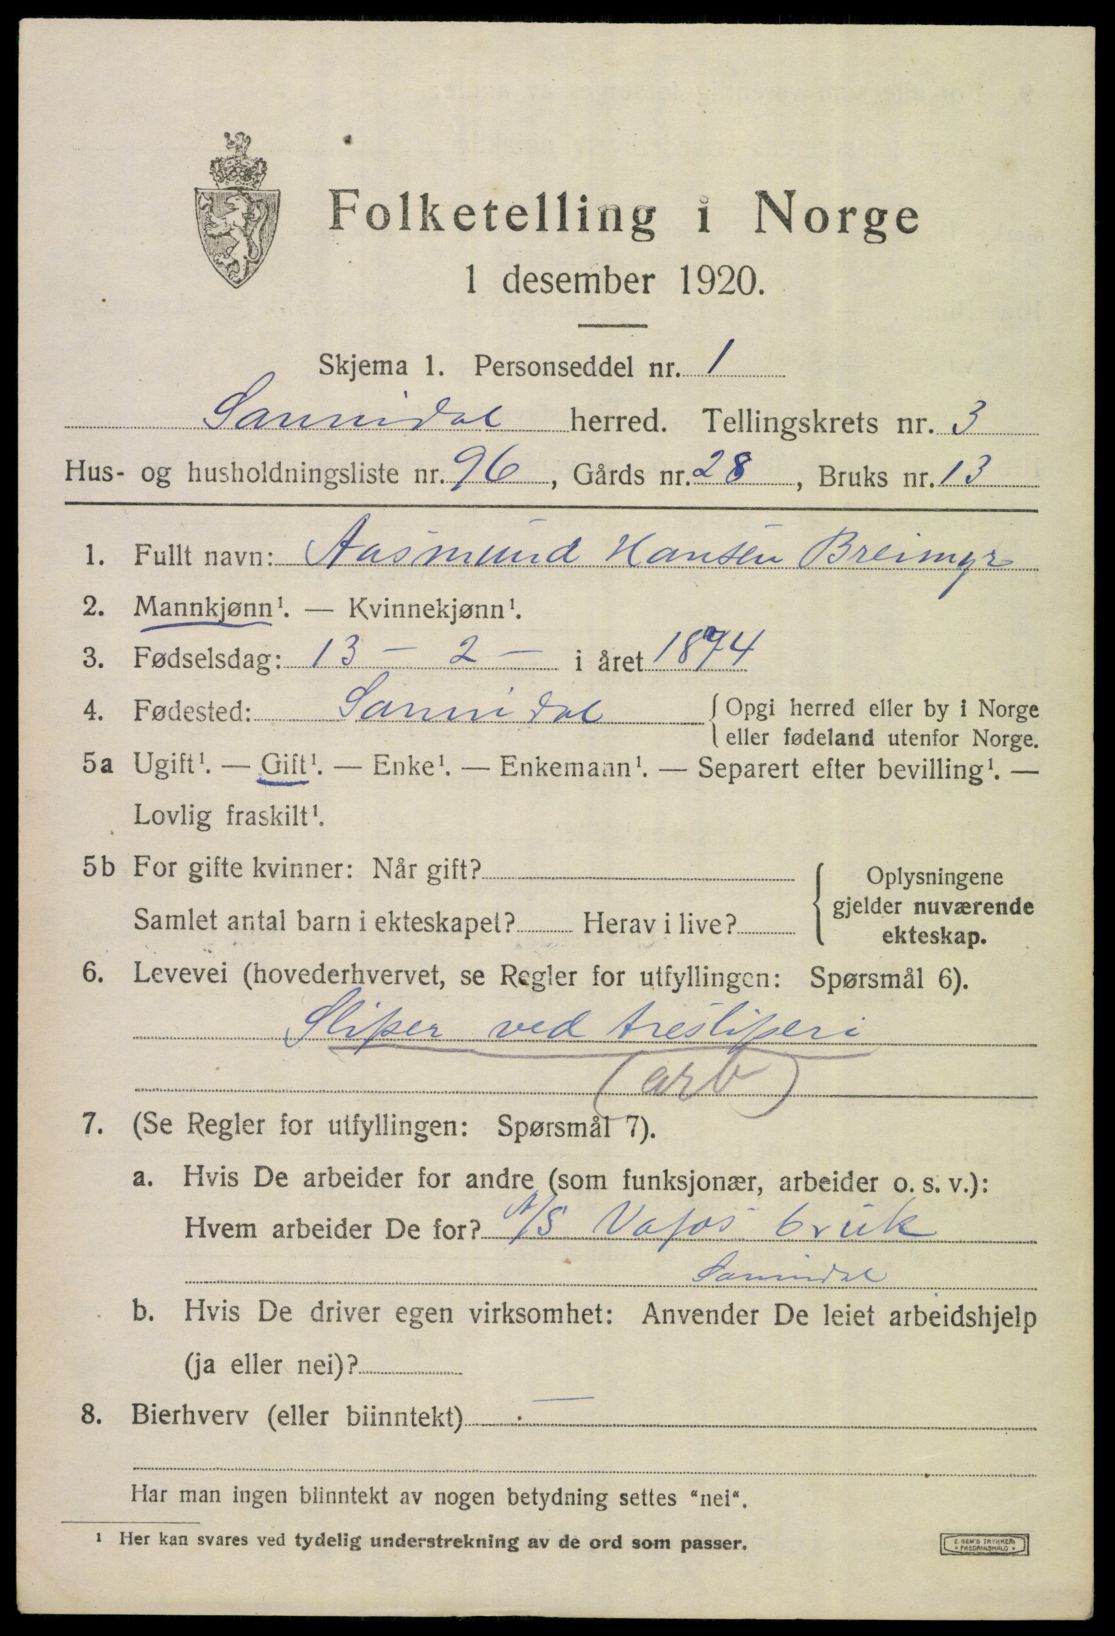 Folketelling i Norge
1 desember 1920.
Skjema 1. Personseddel nr. 1
Sannidal herred. Tellingskrets nr. 3
Hus- og husholdningsliste nr. 96, Gårds nr. 28, Bruks nr. 13
1. Fullt navn: Aasmund Hansen Breimyr
2. Mannkjønn¹. — Kvinnekjønn¹.
3. Fødselsdag: 13 - 2 - i året 1874
4. Fødested: Sannidal { Opgi herred eller by i Norge
eller fødeland utenfor Norge.
5a Ugift¹. — Gift¹. — Enke¹. — Enkemann¹. — Separert efter bevilling¹. —
Lovlig fraskilt¹.
5b For gifte kvinner: Når gift?
Samlet antal barn i ekteskapet? Herav i live?
{ Oplysningene
gjelder nuværende
ekteskap.
6. Levevei (hovederhvervet, se Regler for utfyllingen: Spørsmål 6).
Sliper ved tresliperi
(arb)
7. (Se Regler for utfyllingen: Spørsmål 7).
a. Hvis De arbeider for andre (som funksjonær, arbeider o. s. v.):
Hvem arbeider De for? A/S Vafos bruk
Sannidal
b. Hvis De driver egen virksomhet: Anvender De leiet arbeidshjelp
(ja eller nei)?
8. Bierhverv (eller biinntekt) —
Har man ingen biinntekt av nogen betydning settes "nei".
¹ Her kan svares ved tydelig understrekning av de ord som passer.